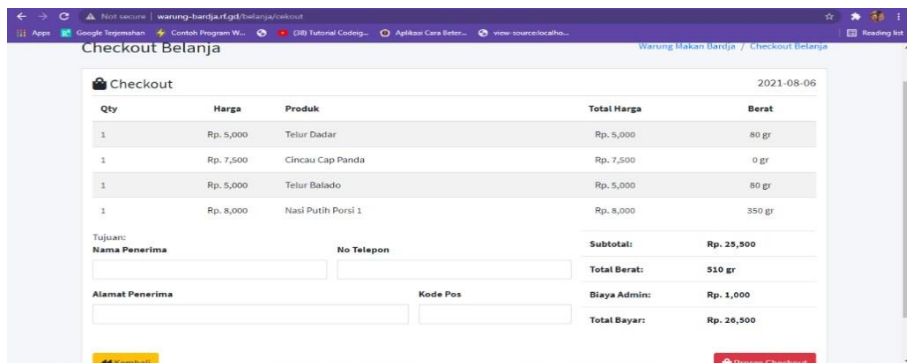 Not secure | warung-bardja.rf.gd/belanja/cekout
Apps Google Terjemahan Contoh Program W... (38) Tutorial Codeig... Aplikasi Cara Beter... view-source:localho... Reading list
Checkout Belanja Warung Makan Bardja / Checkout Belanja
Checkout 2021-08-06
Qty Harga Produk Total Harga Berat
1 Rp. 5,000 Telur Dadar Rp. 5,000 80 gr
1 Rp. 7,500 Cincau Cap Panda Rp. 7,500 0 gr
1 Rp. 5,000 Telur Balado Rp. 5,000 80 gr
1 Rp. 8,000 Nasi Putih Porsi 1 Rp. 8,000 350 gr
Tujuan:
Nama Penerima No Telepon
Alamat Penerima Kode Pos
Subtotal: Rp. 25,500
Total Berat: 510 gr
Biaya Admin: Rp. 1,000
Total Bayar: Rp. 26,500
Kembali Proses Checkout